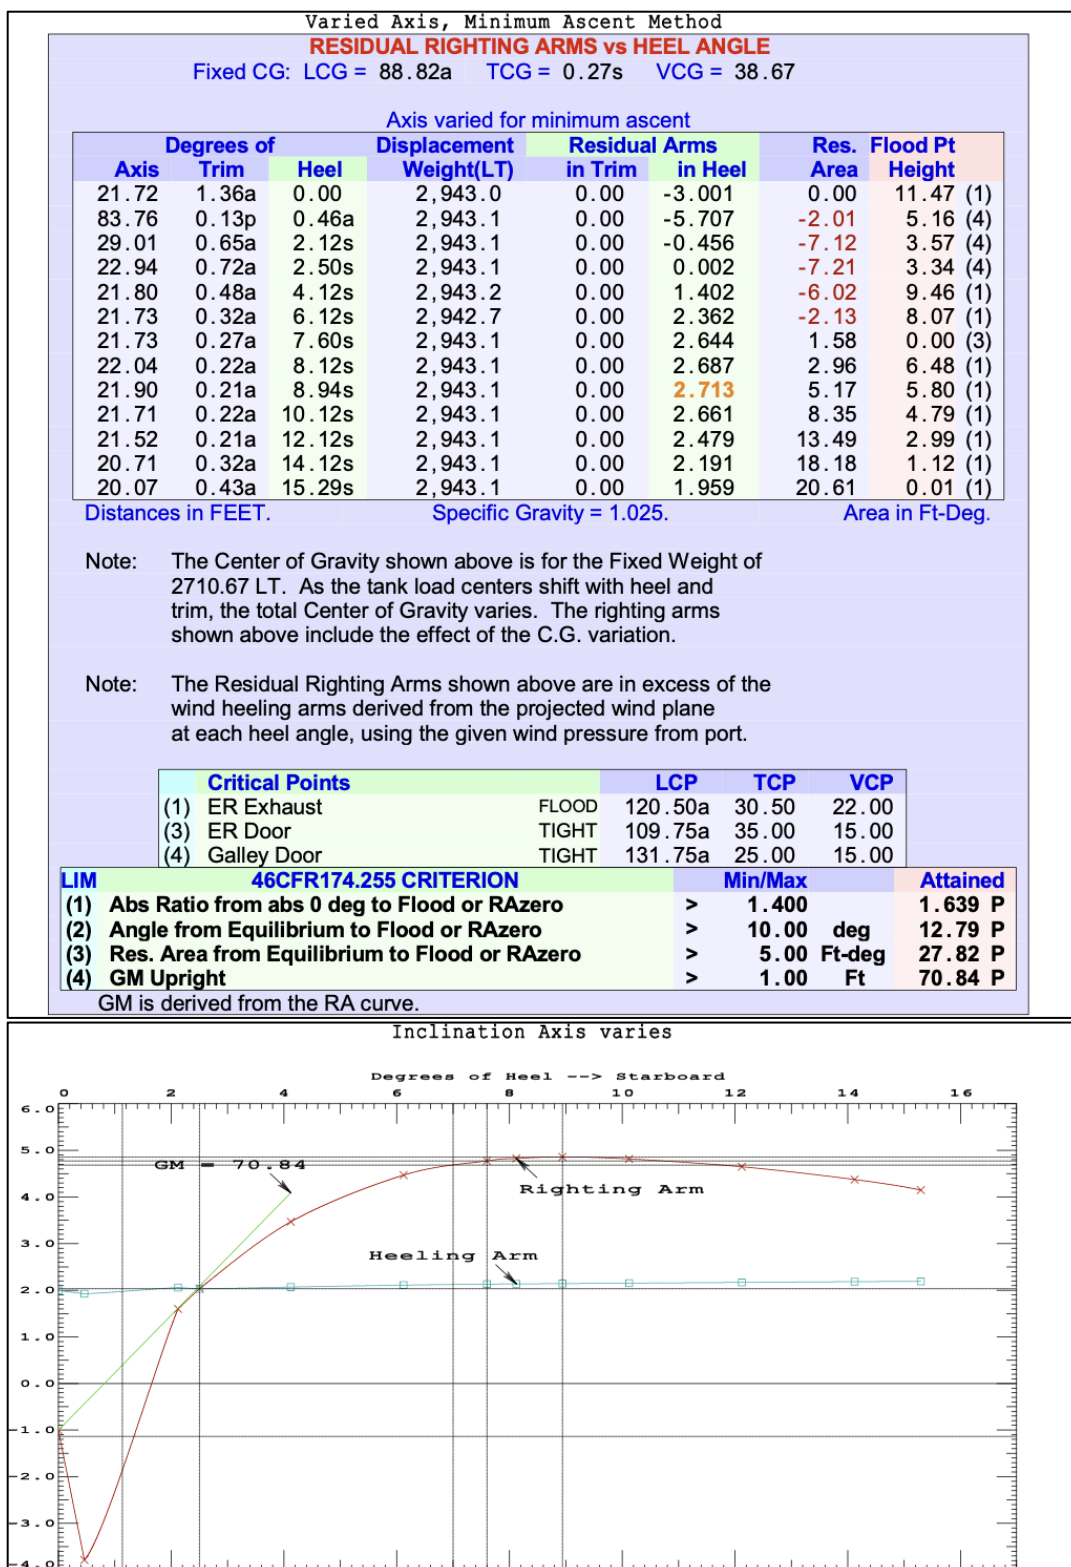 Varied Axis, Minimum Ascent Method
RESIDUAL RIGHTING ARMS vs HEEL ANGLE
Fixed CG: LCG = 88.82a TCG = 0.27s VCG = 38.67
Axis varied for minimum ascent
Degrees of Displacement Residual Arms Res. Flood Pt
Axis Trim Heel Weight(LT) in Trim in Heel Area Height
21.72 1.36a 0.00 2,943.0 0.00 -3.001 0.00 11.47 (1)
83.76 0.13p 0.46a 2,943.1 0.00 -5.707 -2.01 5.16 (4)
29.01 0.65a 2.12s 2,943.1 0.00 -0.456 -7.12 3.57 (4)
22.94 0.72a 2.50s 2,943.1 0.00 0.002 -7.21 3.34 (4)
21.80 0.48a 4.12s 2,943.2 0.00 1.402 -6.02 9.46 (1)
21.73 0.32a 6.12s 2,942.7 0.00 2.362 -2.13 8.07 (1)
21.73 0.27a 7.60s 2,943.1 0.00 2.644 1.58 0.00 (3)
22.04 0.22a 8.12s 2,943.1 0.00 2.687 2.96 6.48 (1)
21.90 0.21a 8.94s 2,943.1 0.00 2.713 5.17 5.80 (1)
21.71 0.22a 10.12s 2,943.1 0.00 2.661 8.35 4.79 (1)
21.52 0.21a 12.12s 2,943.1 0.00 2.479 13.49 2.99 (1)
20.71 0.32a 14.12s 2,943.1 0.00 2.191 18.18 1.12 (1)
20.07 0.43a 15.29s 2,943.1 0.00 1.959 20.61 0.01 (1)
Distances in FEET. Specific Gravity = 1.025. Area in Ft-Deg.
Note: The Center of Gravity shown above is for the Fixed Weight of
2710.67 LT. As the tank load centers shift with heel and
trim, the total Center of Gravity varies. The righting arms
shown above include the effect of the C.G. variation.
Note: The Residual Righting Arms shown above are in excess of the
wind heeling arms derived from the projected wind plane
at each heel angle, using the given wind pressure from port.
Critical Points LCP TCP VCP
(1) ER Exhaust FLOOD 120.50a 30.50 22.00
(3) ER Door TIGHT 109.75a 35.00 15.00
(4) Galley Door TIGHT 131.75a 25.00 15.00
LIM 46CFR174.255 CRITERION Min/Max Attained
(1) Abs Ratio from abs 0 deg to Flood or RAzero > 1.400 1.639 P
(2) Angle from Equilibrium to Flood or RAzero > 10.00 deg 12.79 P
(3) Res. Area from Equilibrium to Flood or RAzero > 5.00 Ft-deg 27.82 P
(4) GM Upright > 1.00 Ft 70.84 P
GM is derived from the RA curve.
Inclination Axis varies
Degrees of Heel --> Starboard
0 2 4 6 8 10 12 14 16
6.0
5.0
GM = 70.84
4.0
Righting Arm
3.0
Heeling Arm
2.0
1.0
0.0
-1.0
-2.0
-3.0
-4.0